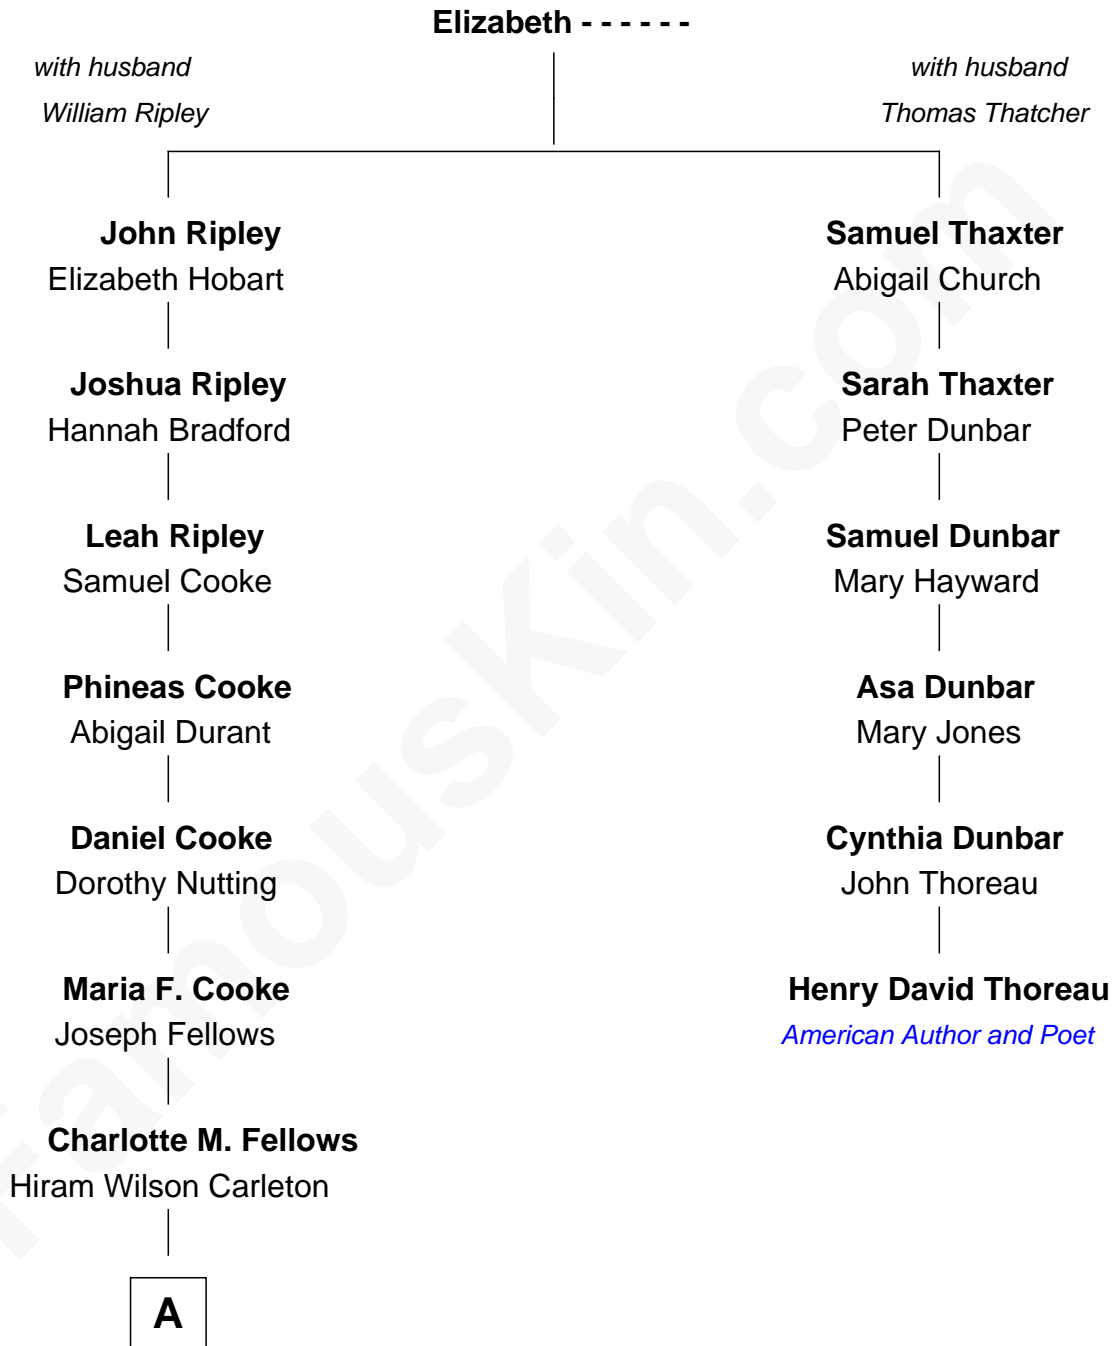 Elizabeth - - - - - -
with husband
William Ripley
with husband
Thomas Thatcher
John Ripley
Elizabeth Hobart
Samuel Thaxter
Abigail Church
Joshua Ripley
Hannah Bradford
Sarah Thaxter
Peter Dunbar
Leah Ripley
Samuel Cooke
Samuel Dunbar
Mary Hayward
Phineas Cooke
Abigail Durant
Asa Dunbar
Mary Jones
Daniel Cooke
Dorothy Nutting
Cynthia Dunbar
John Thoreau
Maria F. Cooke
Joseph Fellows
Henry David Thoreau
American Author and Poet
Charlotte M. Fellows
Hiram Wilson Carleton
A
FamousKin.com